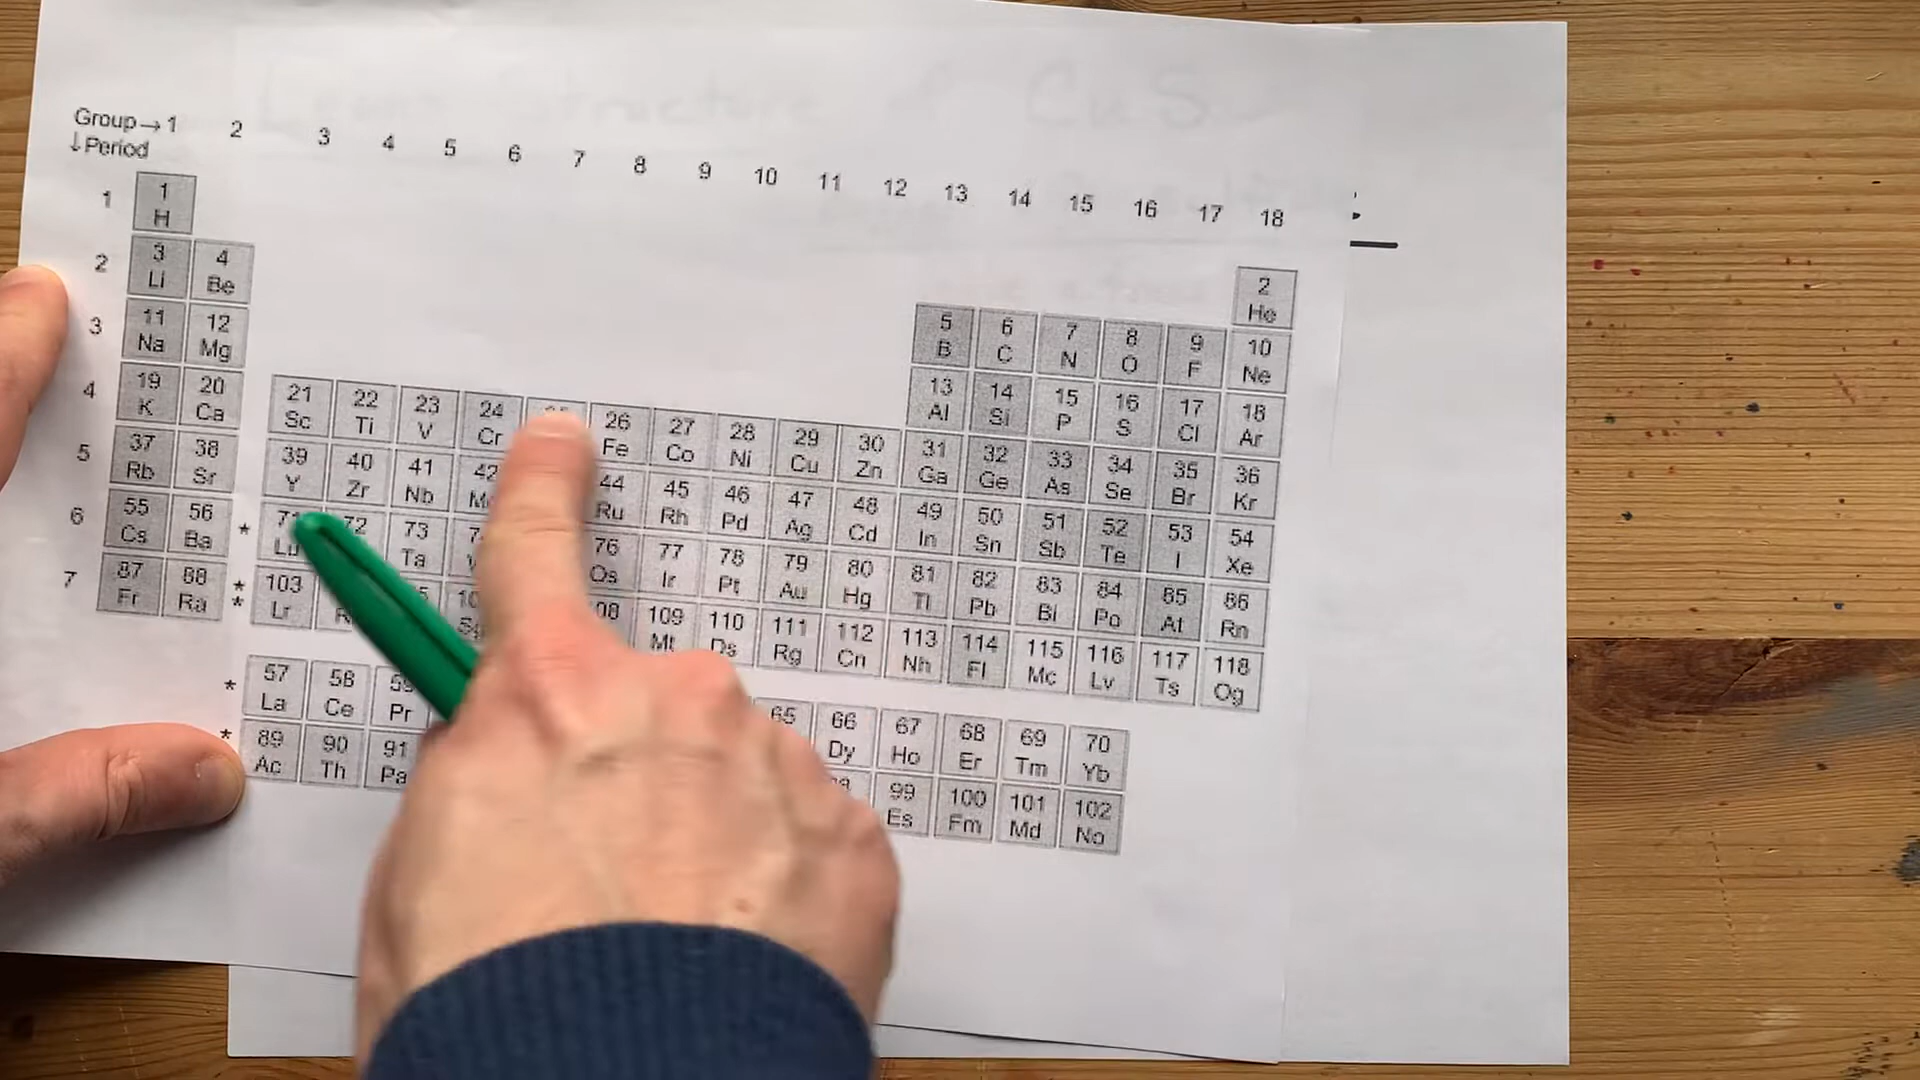 Group→1 2 3 4 5 6 7 8 9 10 11 12 13 14 15 16 17 18
↓Period
1 1 2
H He
2 3 4 5 6 7 8 9 10
Li Be B C N O F Ne
3 11 12 13 14 15 16 17 18
Na Mg Al Si P S Cl Ar
4 19 20 21 22 23 24 26 27 28 29 30 31 32 33 34 35 36
K Ca Sc Ti V Cr Fe Co Ni Cu Zn Ga Ge As Se Br Kr
5 37 38 39 40 41 42 44 45 46 47 48 49 50 51 52 53 54
Rb Sr Y Zr Nb Ru Rh Pd Ag Cd In Sn Sb Te I Xe
6 55 56 * 71 72 73 76 77 78 79 80 81 82 83 84 85 86
Cs Ba Lu Ta Os Ir Pt Au Hg Tl Pb Bi Po At Rn
7 87 88 * * 103 109 110 111 112 113 114 115 116 117 118
Fr Ra Lr Mt Ds Rg Cn Nh Fl Mc Lv Ts Og
* 57 58 59 65 66 67 68 69 70
La Ce Pr Dy Ho Er Tm Yb
* 89 90 91 99 100 101 102
Ac Th Pa Es Fm Md No